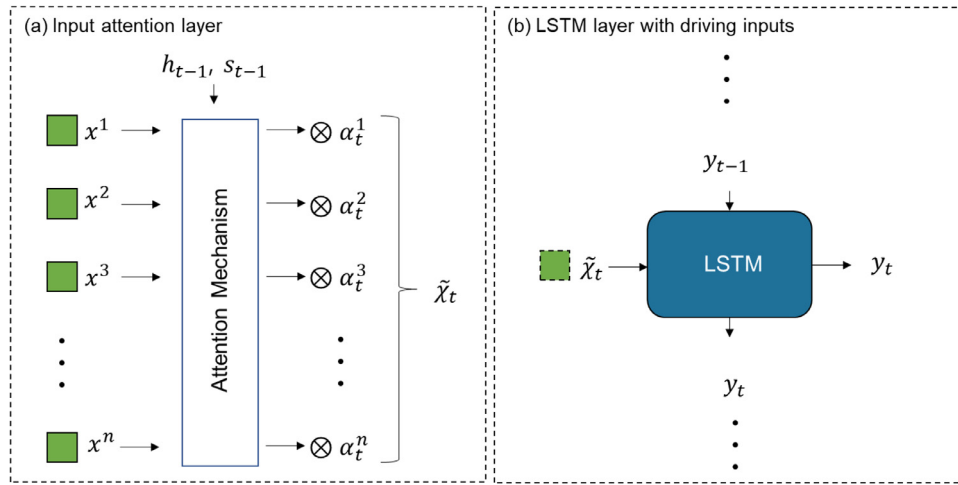 (a) Input attention layer
h_{t−1}, s_{t−1}
x^1 ⊗ α_t^1
x^2 ⊗ α_t^2
x^3 ⊗ α_t^3
Attention Mechanism
χ̃_t
x^n ⊗ α_t^n
(b) LSTM layer with driving inputs
y_{t−1}
χ̃_t
LSTM
y_t
y_t